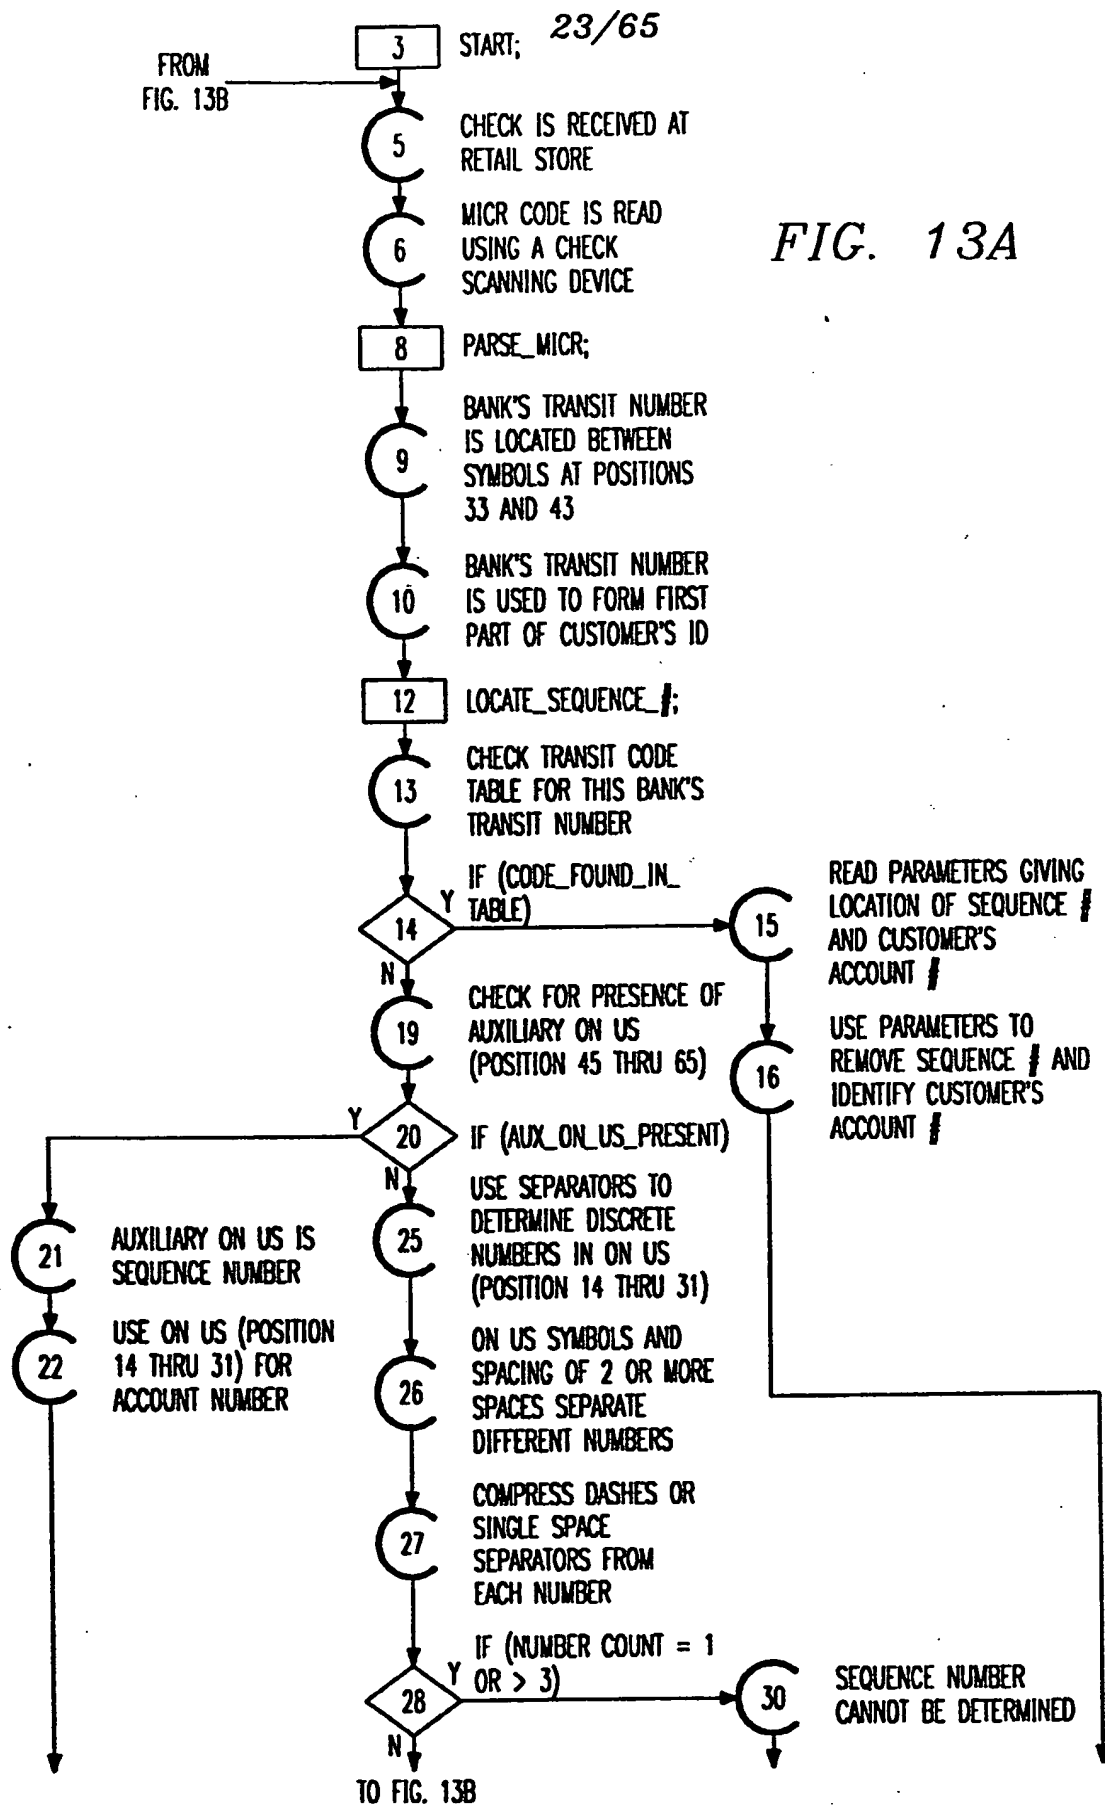 23/65
3 START;
FROM
FIG. 13B
5 CHECK IS RECEIVED AT
RETAIL STORE
6 MICR CODE IS READ
USING A CHECK
SCANNING DEVICE
FIG. 13A
8 PARSE_MICR;
9 BANK'S TRANSIT NUMBER
IS LOCATED BETWEEN
SYMBOLS AT POSITIONS
33 AND 43
10 BANK'S TRANSIT NUMBER
IS USED TO FORM FIRST
PART OF CUSTOMER'S ID
12 LOCATE_SEQUENCE_#;
13 CHECK TRANSIT CODE
TABLE FOR THIS BANK'S
TRANSIT NUMBER
14 IF (CODE_FOUND_IN_
TABLE)
Y
N
15 READ PARAMETERS GIVING
LOCATION OF SEQUENCE #
AND CUSTOMER'S
ACCOUNT #
16 USE PARAMETERS TO
REMOVE SEQUENCE # AND
IDENTIFY CUSTOMER'S
ACCOUNT #
19 CHECK FOR PRESENCE OF
AUXILIARY ON US
(POSITION 45 THRU 65)
20 IF (AUX_ON_US_PRESENT)
Y
N
21 AUXILIARY ON US IS
SEQUENCE NUMBER
22 USE ON US (POSITION
14 THRU 31) FOR
ACCOUNT NUMBER
25 USE SEPARATORS TO
DETERMINE DISCRETE
NUMBERS IN ON US
(POSITION 14 THRU 31)
26 ON US SYMBOLS AND
SPACING OF 2 OR MORE
SPACES SEPARATE
DIFFERENT NUMBERS
27 COMPRESS DASHES OR
SINGLE SPACE
SEPARATORS FROM
EACH NUMBER
28 IF (NUMBER COUNT = 1
OR > 3)
Y
N
30 SEQUENCE NUMBER
CANNOT BE DETERMINED
TO FIG. 13B